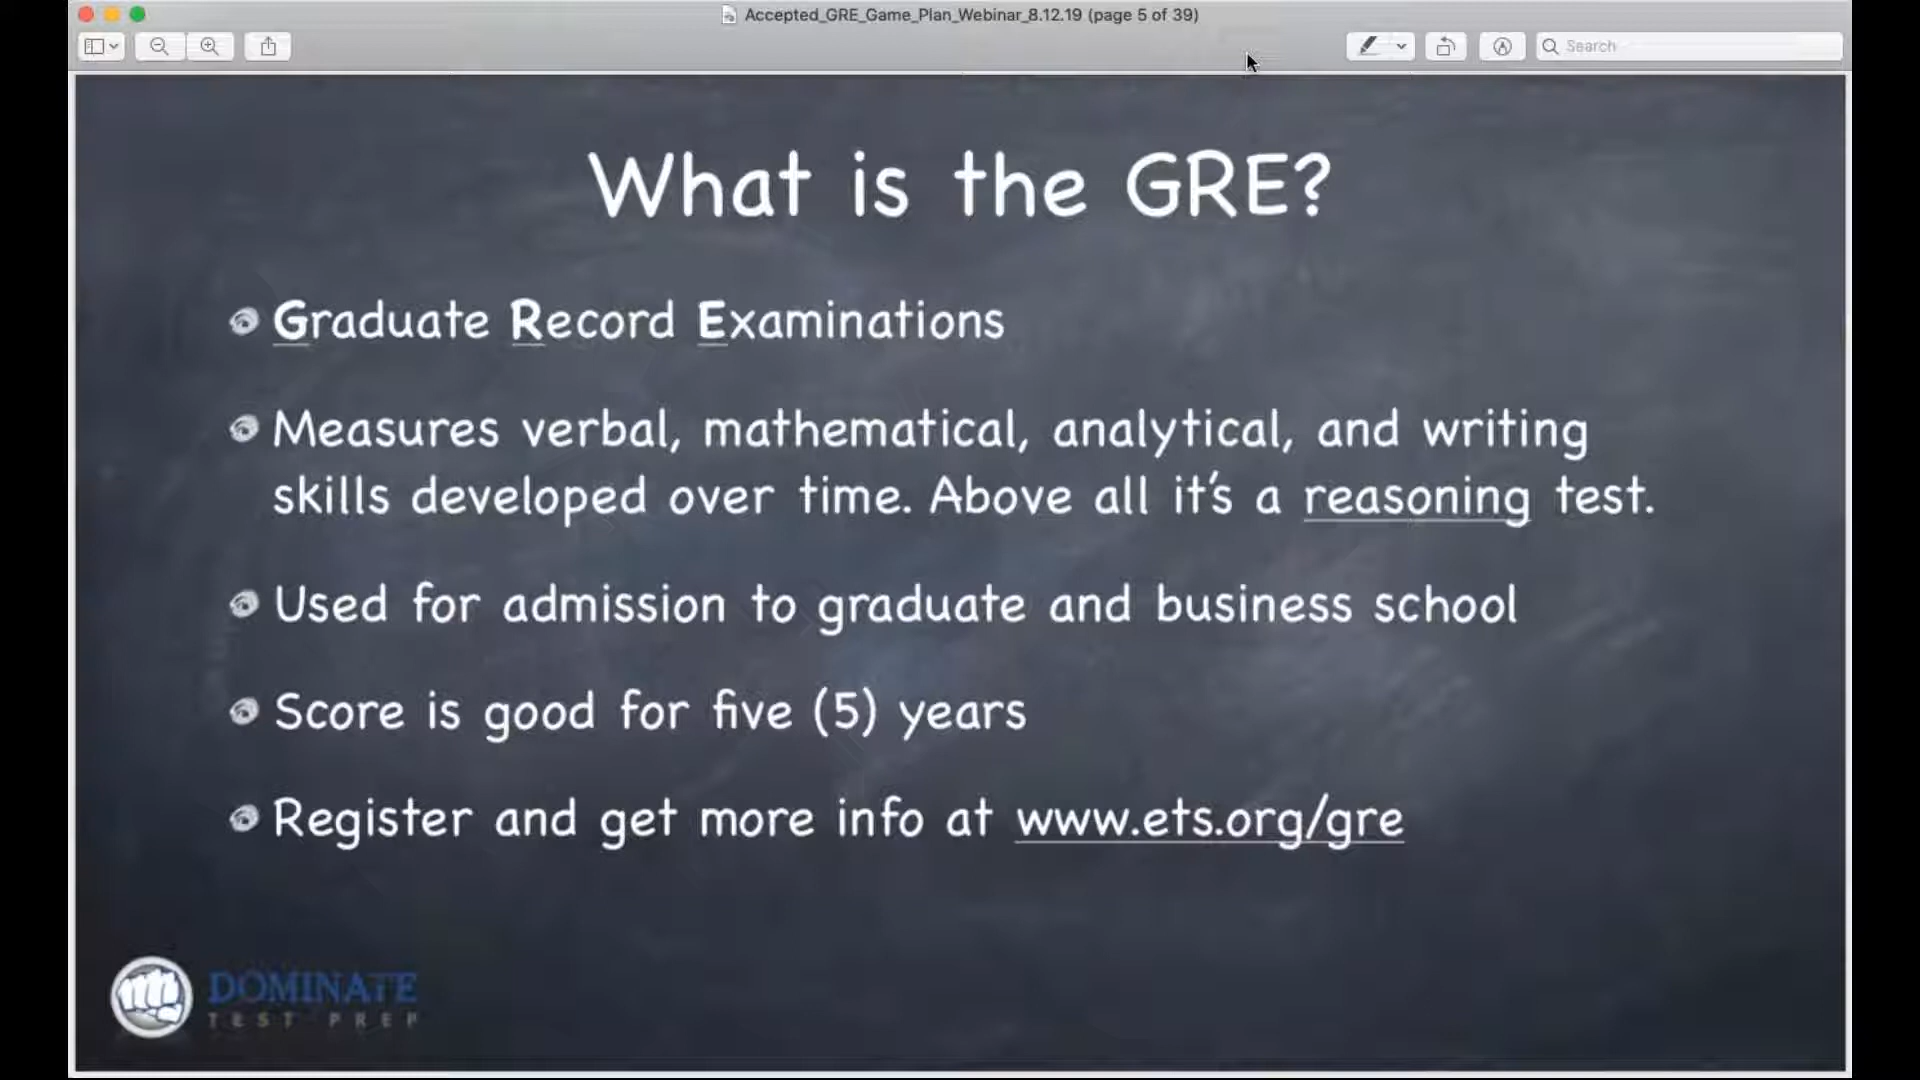 Accepted_GRE_Game_Plan_Webinar_8.12.19 (page 5 of 39)
Search
What is the GRE?
Graduate Record Examinations
Measures verbal, mathematical, analytical, and writing
skills developed over time. Above all it's a reasoning test.
Used for admission to graduate and business school
Score is good for five (5) years
Register and get more info at www.ets.org/gre
DOMINATE
TEST PREP